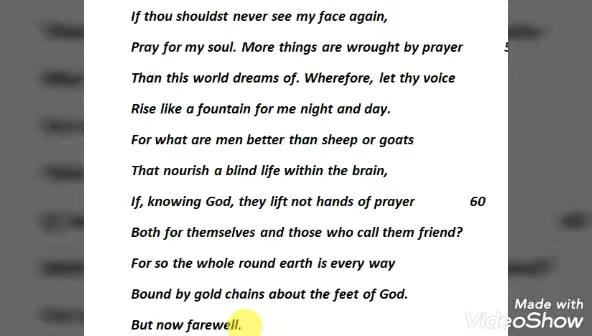 If thou shouldst never see my face again,
Pray for my soul. More things are wrought by prayer
Than this world dreams of. Wherefore, let thy voice
Rise like a fountain for me night and day.
For what are men better than sheep or goats
That nourish a blind life within the brain,
If, knowing God, they lift not hands of prayer 60
Both for themselves and those who call them friend?
For so the whole round earth is every way
Bound by gold chains about the feet of God.
But now farewell.
Made with
VideoShow